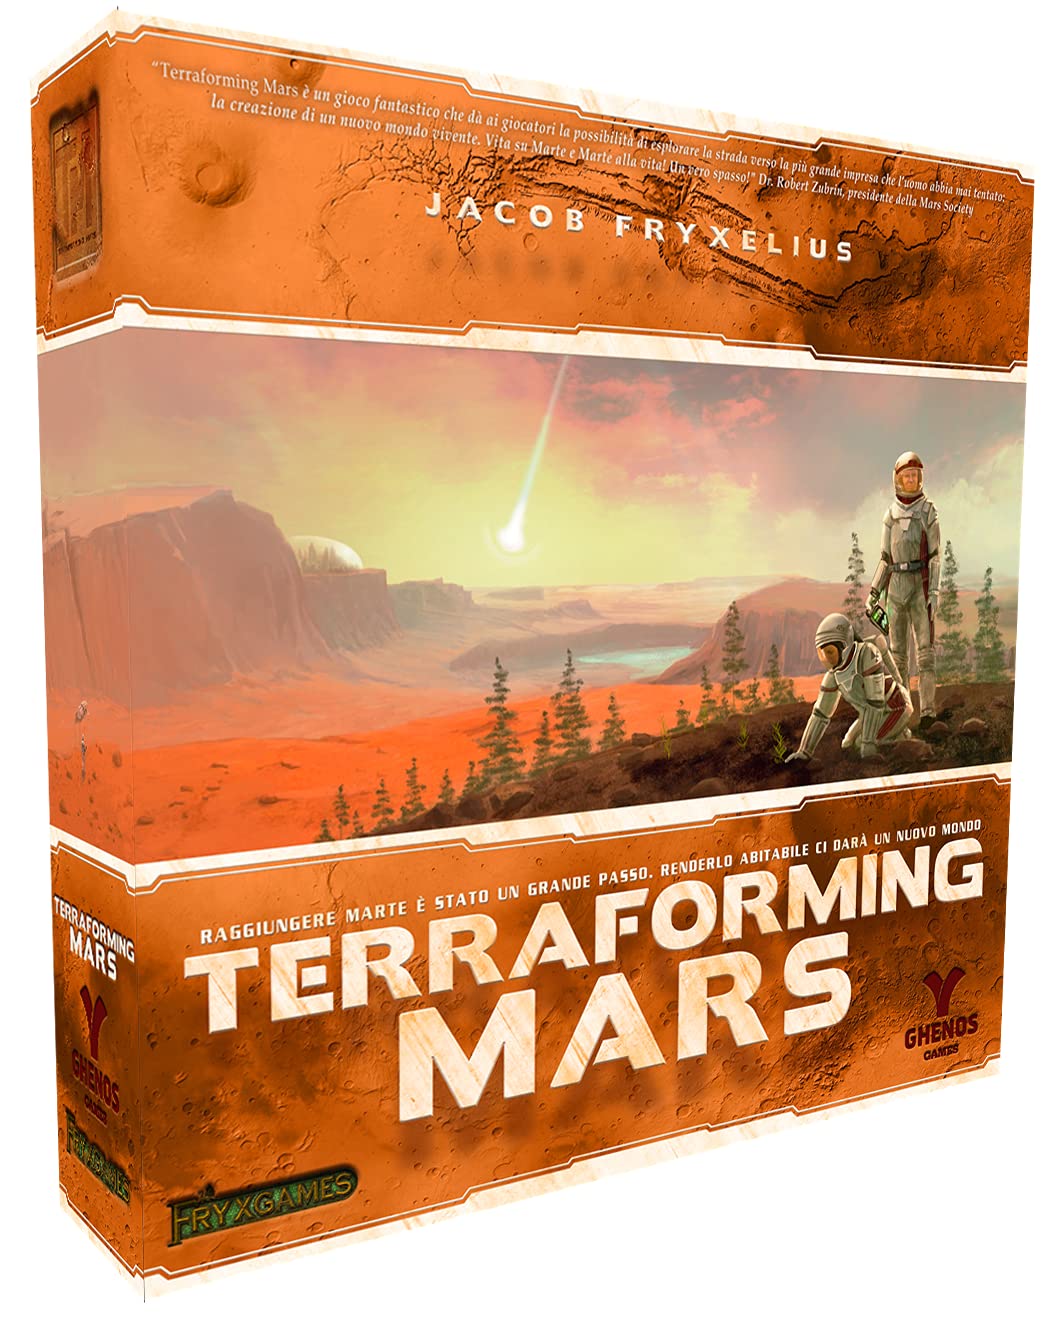 “Terraforming Mars è un gioco fantastico che dà ai giocatori la possibilità di esplorare la strada verso la più grande impresa che l'uomo abbia mai tentato:
la creazione di un nuovo mondo vivente. Vita su Marte e Marte alla vita! Un vero spasso!" Dr. Robert Zubrin, presidente della Mars Society
JACOB FRYXELIUS
RAGGIUNGERE MARTE È STATO UN GRANDE PASSO. RENDERLO ABITABILE CI DARÀ UN NUOVO MONDO
TERRAFORMING
MARS
GHENOS
GAMES
FRYXGAMES
TERRAFORMING
MARS
GHENOS
GAMES
FRYXGAMES